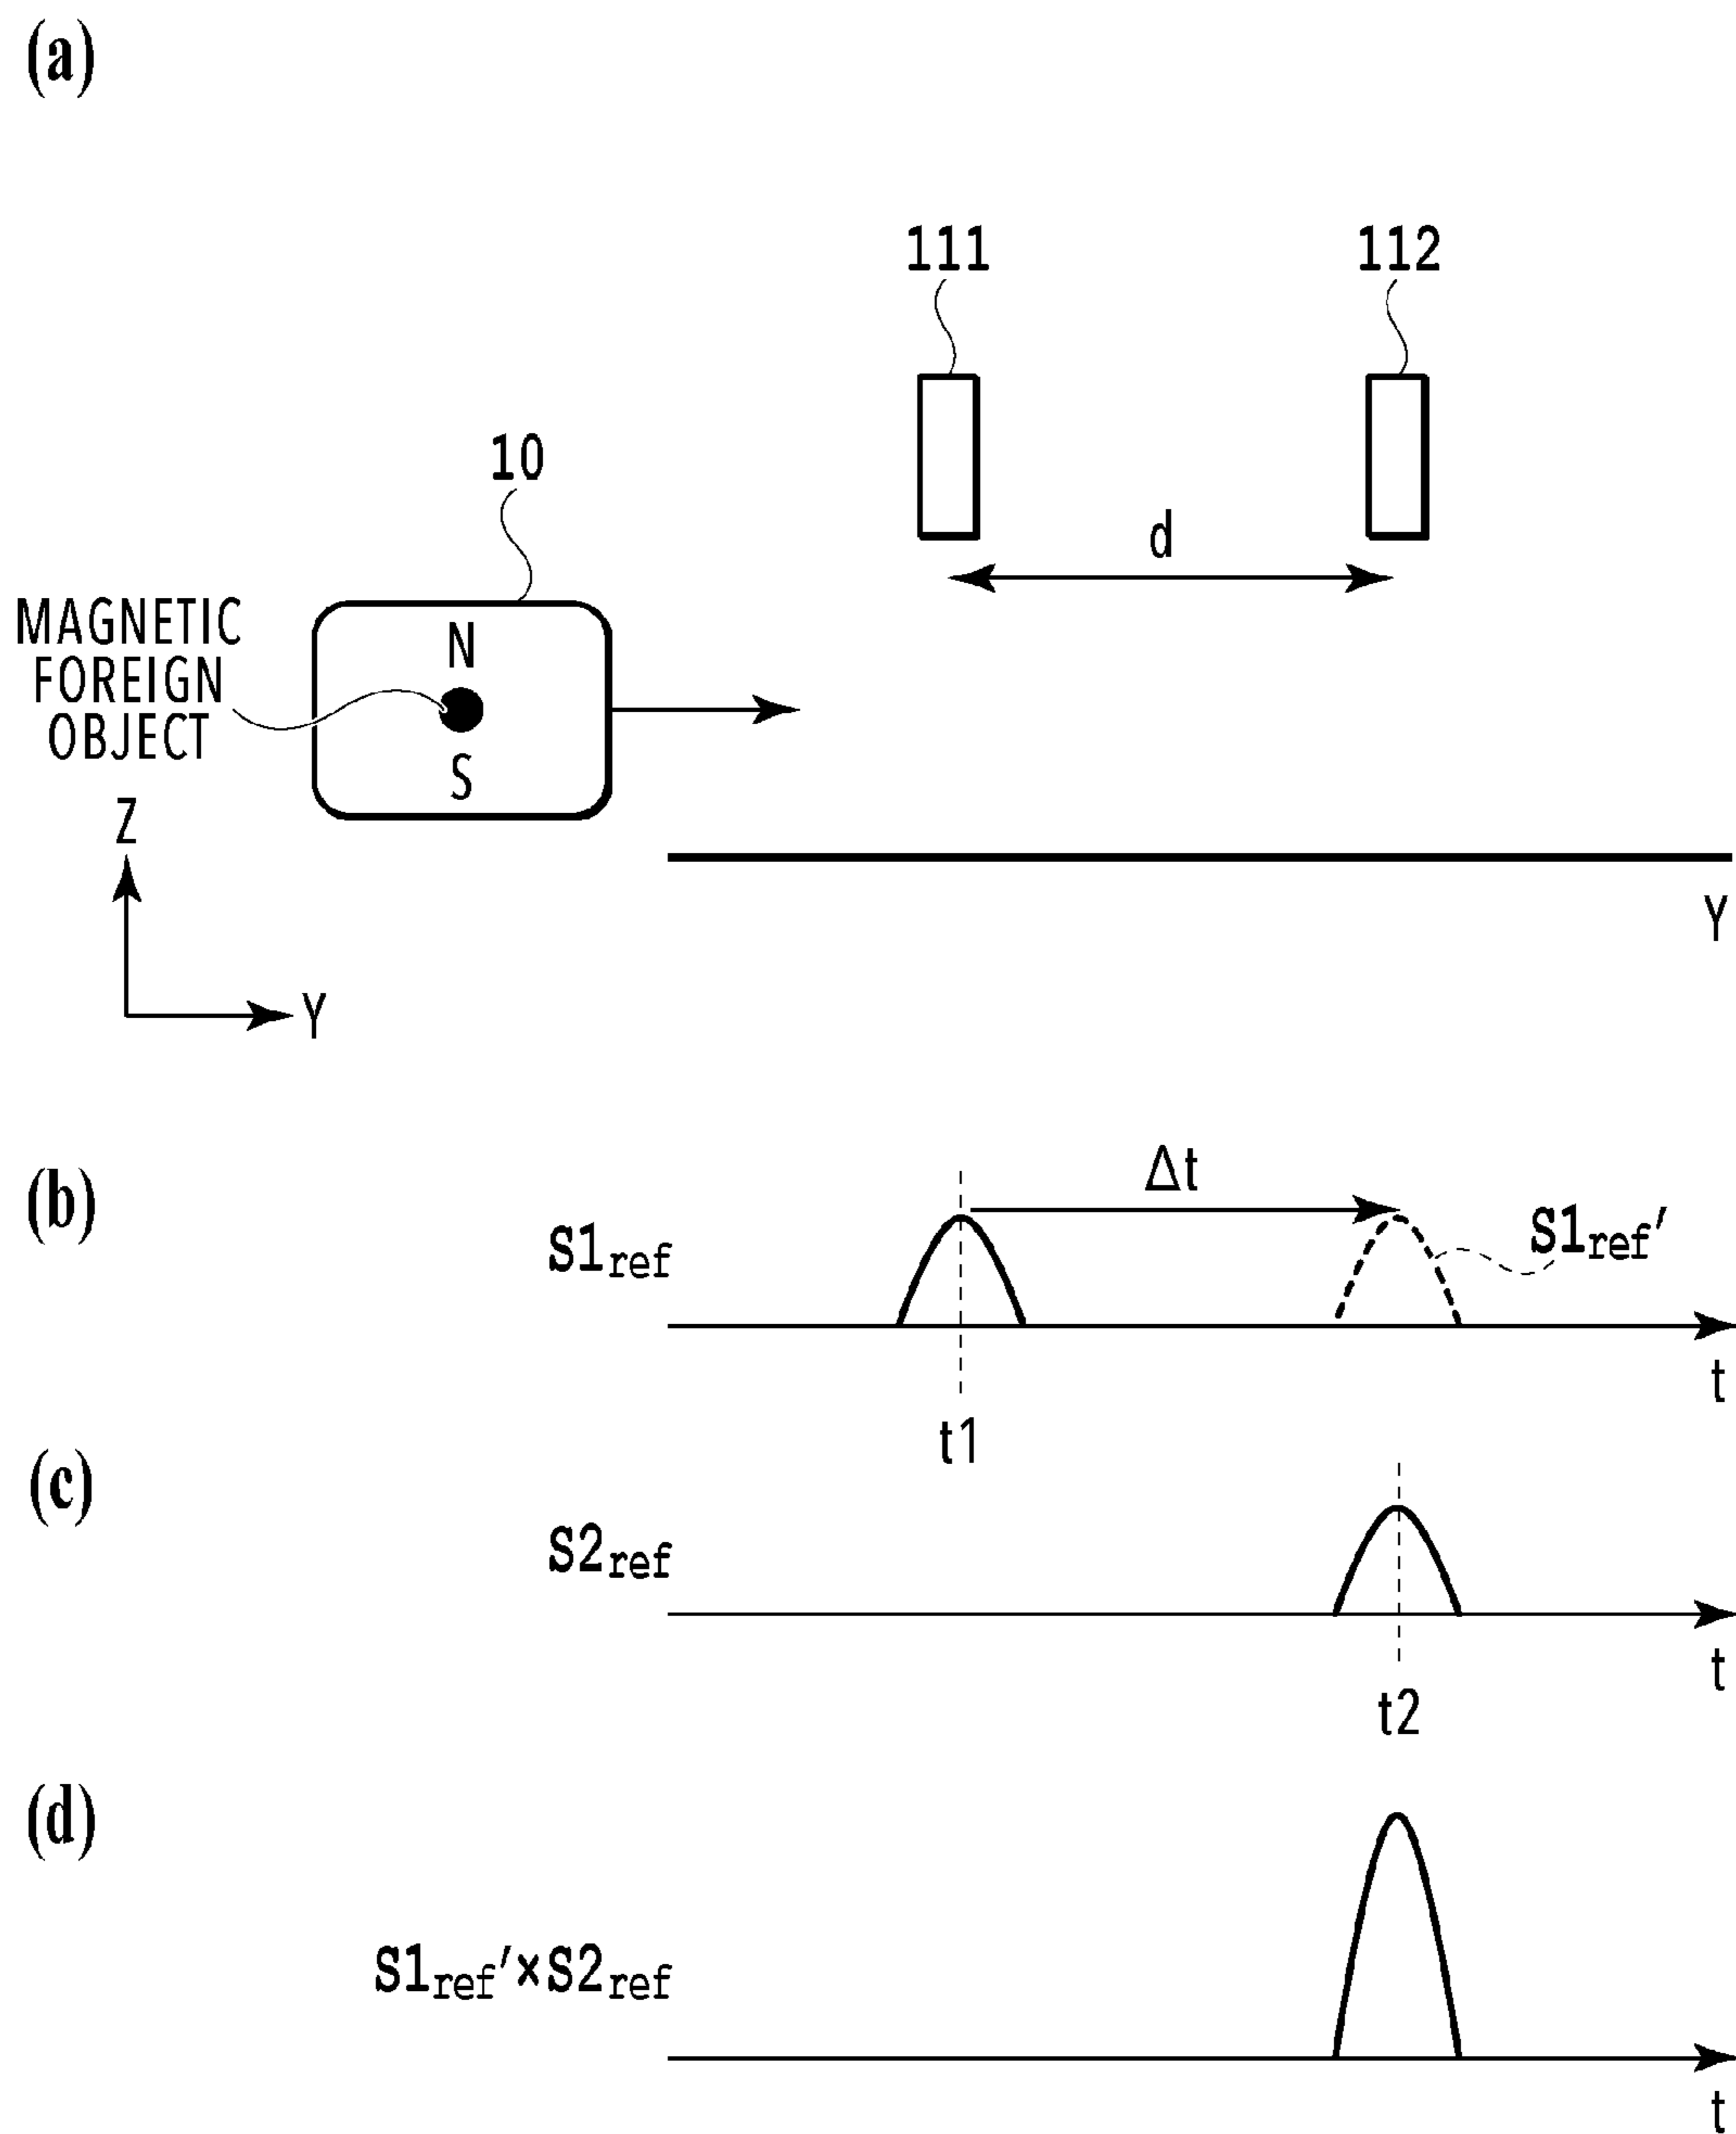 (a)
111
112
10
d
MAGNETIC
FOREIGN
OBJECT
N
S
Z
Y
Y
(b)
S1ref
Δt
S1ref′
t
t1
(c)
S2ref
t
t2
(d)
S1ref′×S2ref
t